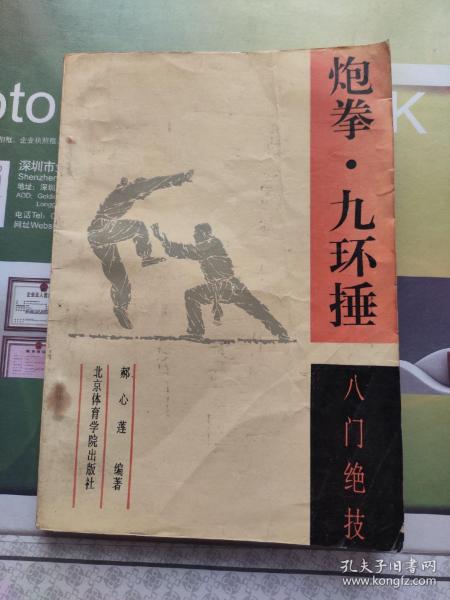 炮拳·九环捶
八门绝技
郝心莲 编著
北京体育学院出版社
oto
K
深圳市
Shenzhen
地址:深圳
电话Tel:
网址Webs
孔夫子旧书网
www.kongfz.com